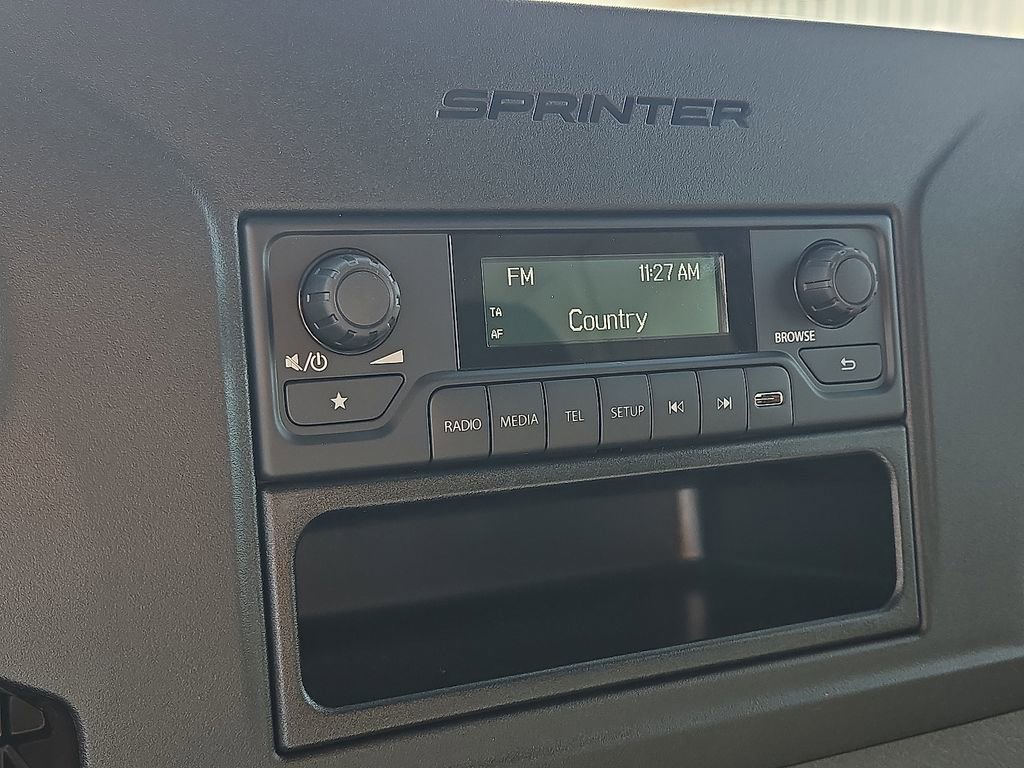 SPRINTER
FM 11:27 AM
TA
Country
AF
BROWSE
RADIO MEDIA TEL SETUP